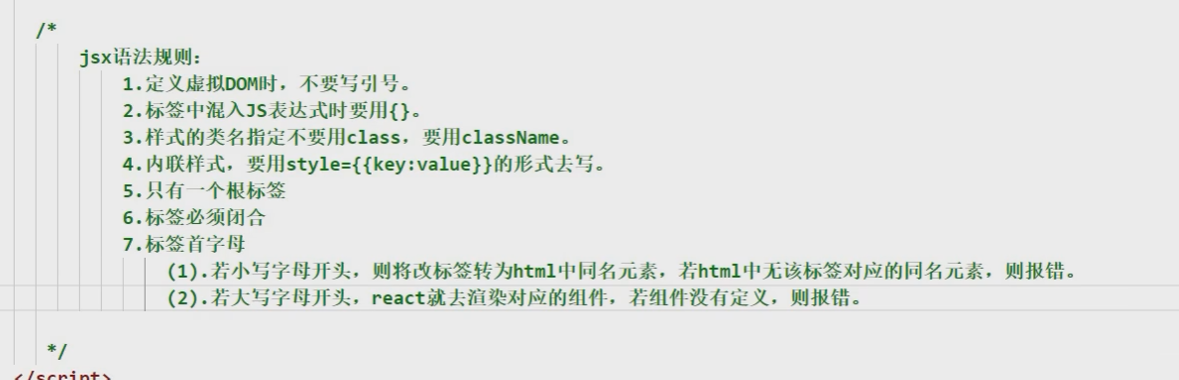 /*
jsx语法规则：
1.定义虚拟DOM时，不要写引号。
2.标签中混入JS表达式时要用{}。
3.样式的类名指定不要用class，要用className。
4.内联样式，要用style={{key:value}}的形式去写。
5.只有一个根标签
6.标签必须闭合
7.标签首字母
(1).若小写字母开头，则将改标签转为html中同名元素，若html中无该标签对应的同名元素，则报错。
(2).若大写字母开头，react就去渲染对应的组件，若组件没有定义，则报错。
*/
</script>